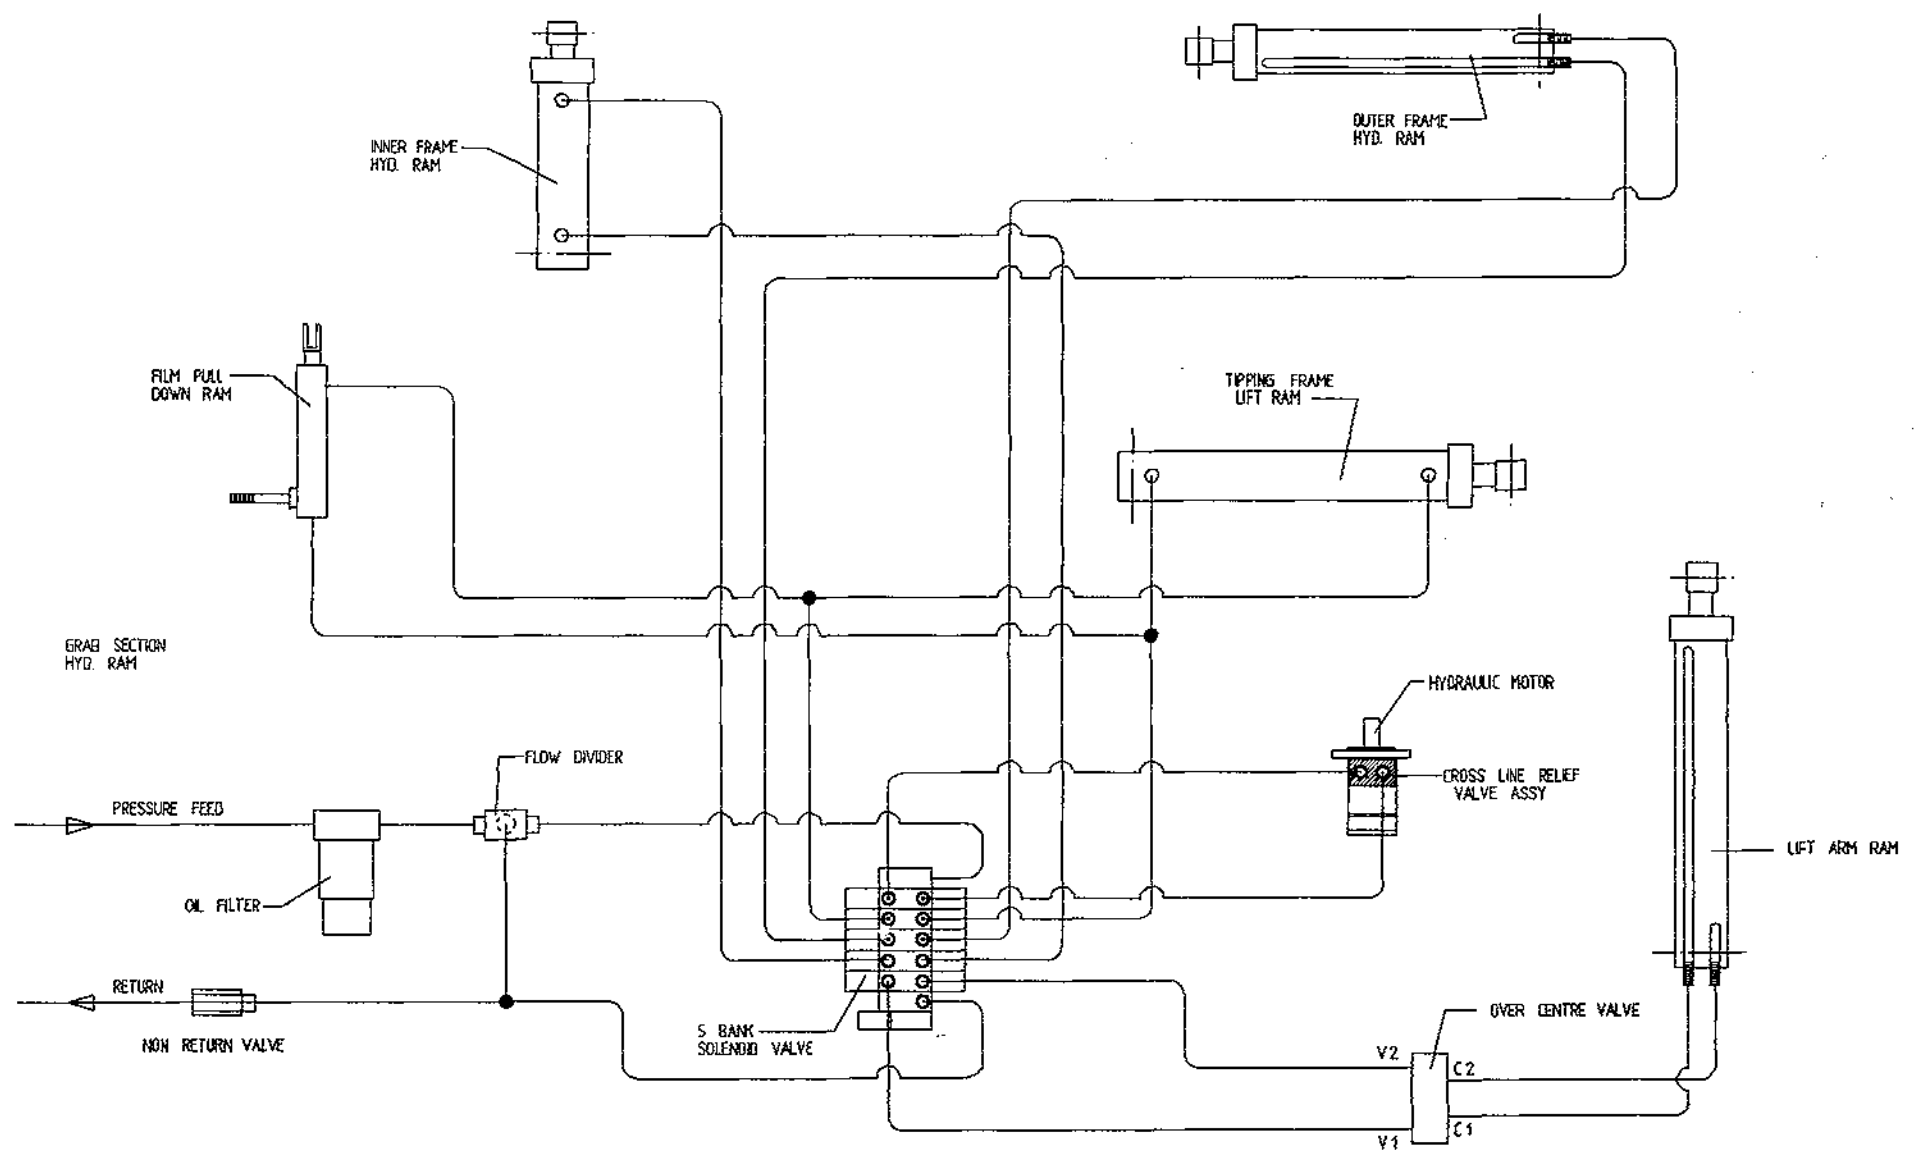 INNER FRAME
HYD. RAM
OUTER FRAME
HYD. RAM
FILM PULL
DOWN RAM
TIPPING FRAME
LIFT RAM
GRAB SECTION
HYD. RAM
HYDRAULIC MOTOR
FLOW DIVIDER
CROSS LINE RELIEF
VALVE ASSY
PRESSURE FEED
LIFT ARM RAM
OIL FILTER
RETURN
NON RETURN VALVE
5 BANK
SOLENOID VALVE
OVER CENTRE VALVE
V2
C2
C1
V1